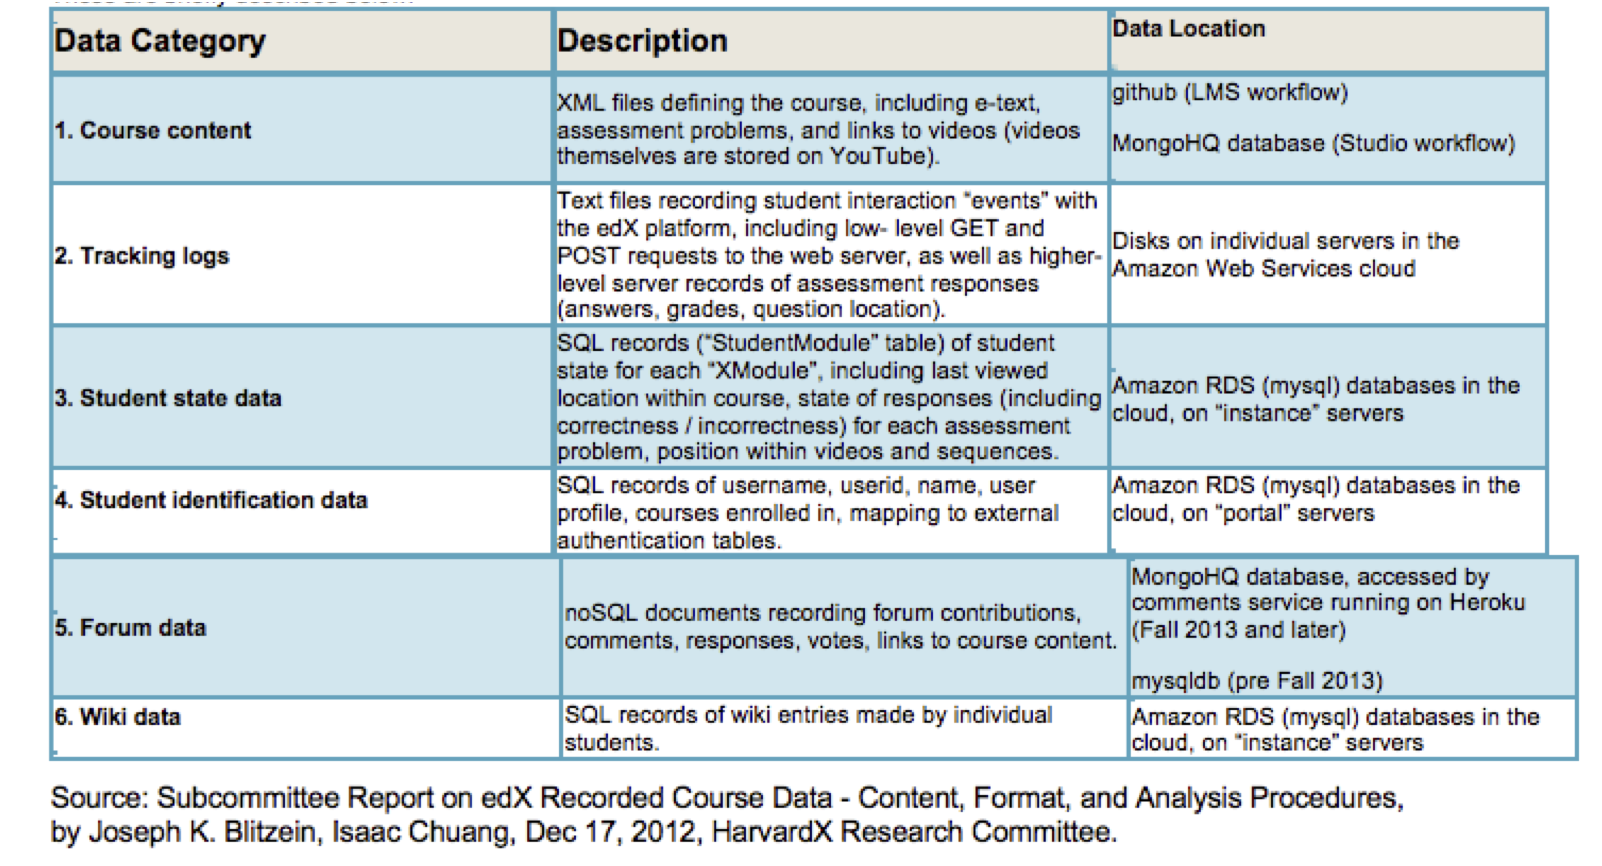 Data Category
Description
Data Location
1. Course content
XML files defining the course, including e-text,
assessment problems, and links to videos (videos
themselves are stored on YouTube).
github (LMS workflow)
MongoHQ database (Studio workflow)
2. Tracking logs
Text files recording student interaction “events” with
the edX platform, including low- level GET and
POST requests to the web server, as well as higher-
level server records of assessment responses
(answers, grades, question location).
Disks on individual servers in the
Amazon Web Services cloud
3. Student state data
SQL records (“StudentModule” table) of student
state for each “XModule”, including last viewed
location within course, state of responses (including
correctness / incorrectness) for each assessment
problem, position within videos and sequences.
Amazon RDS (mysql) databases in the
cloud, on “instance” servers
4. Student identification data
SQL records of username, userid, name, user
profile, courses enrolled in, mapping to external
authentication tables.
Amazon RDS (mysql) databases in the
cloud, on “portal” servers
5. Forum data
noSQL documents recording forum contributions,
comments, responses, votes, links to course content.
MongoHQ database, accessed by
comments service running on Heroku
(Fall 2013 and later)
mysqldb (pre Fall 2013)
6. Wiki data
SQL records of wiki entries made by individual
students.
Amazon RDS (mysql) databases in the
cloud, on “instance” servers
Source: Subcommittee Report on edX Recorded Course Data - Content, Format, and Analysis Procedures,
by Joseph K. Blitzein, Isaac Chuang, Dec 17, 2012, HarvardX Research Committee.